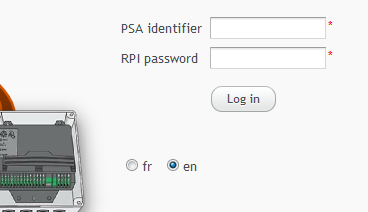 PSA identifier *
RPI password *
Log in
fr en